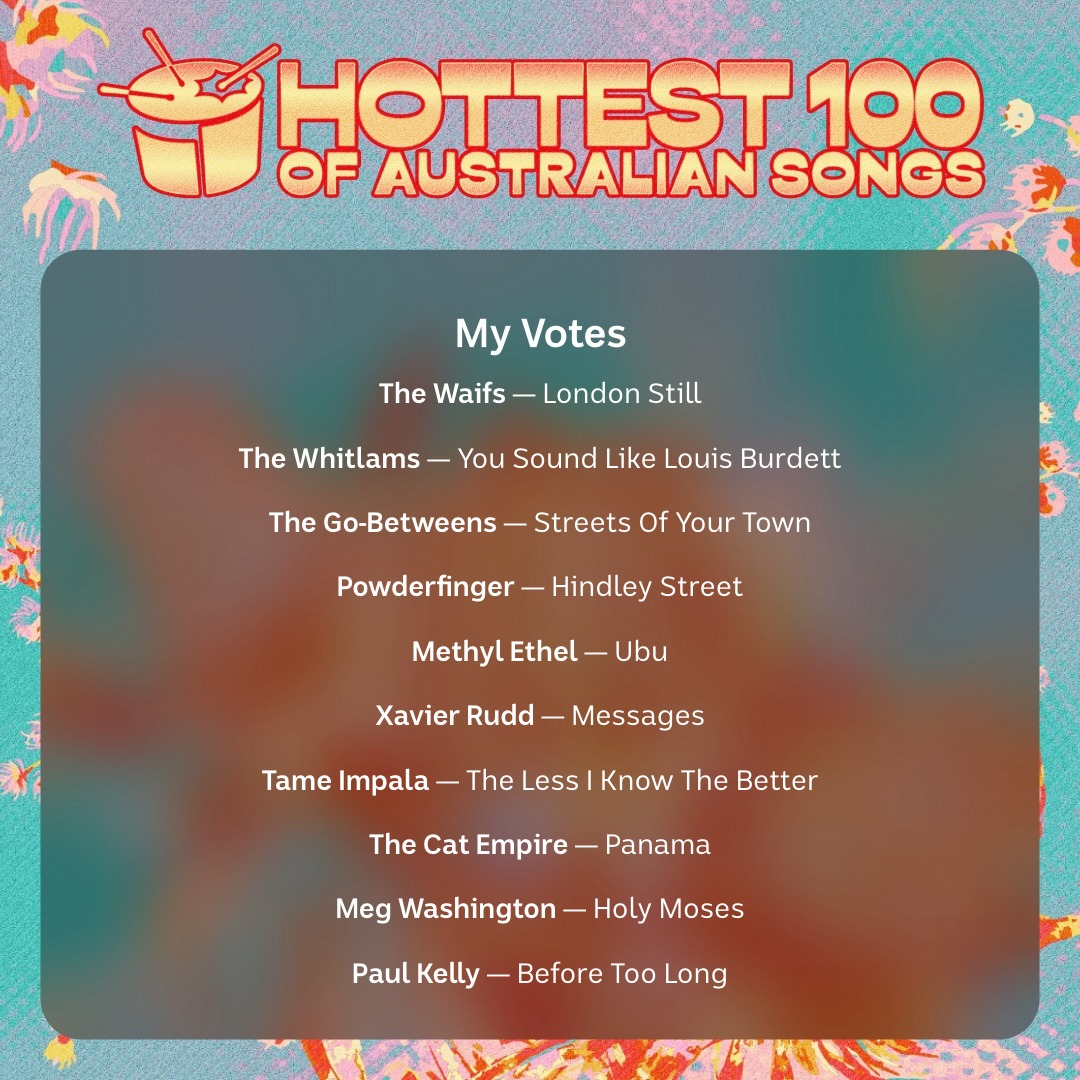 HOTTEST 100
OF AUSTRALIAN SONGS
My Votes
The Waifs — London Still
The Whitlams — You Sound Like Louis Burdett
The Go-Betweens — Streets Of Your Town
Powderfinger — Hindley Street
Methyl Ethel — Ubu
Xavier Rudd — Messages
Tame Impala — The Less I Know The Better
The Cat Empire — Panama
Meg Washington — Holy Moses
Paul Kelly — Before Too Long